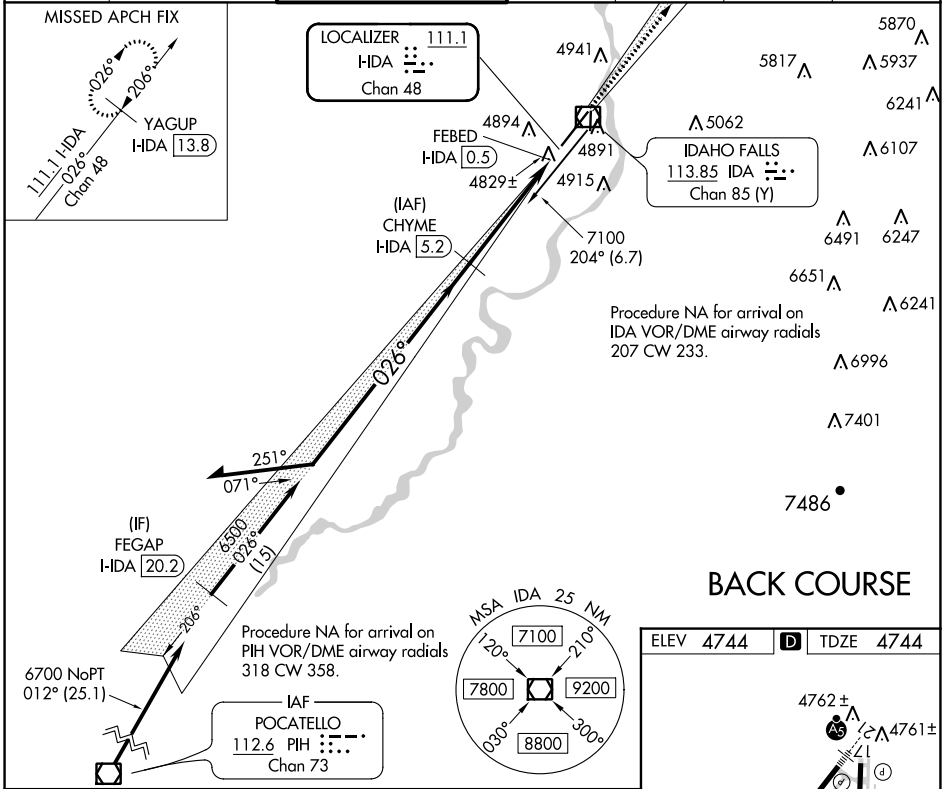 MISSED APCH FIX
026°
206°
YAGUP
I-IDA 13.8
111.1 I-IDA
026°
Chan 48
LOCALIZER 111.1
I-IDA
Chan 48
4941
5870
5817
5937
6241
4894
FEBED
I-IDA 0.5
4829±
4891
4915
5062
IDAHO FALLS
113.85 IDA
Chan 85 (Y)
6107
(IAF)
CHYME
I-IDA 5.2
7100
204° (6.7)
6491
6247
6651
6241
Procedure NA for arrival on
IDA VOR/DME airway radials
207 CW 233.
026°
6996
7401
251°
071°
7486
(IF)
FEGAP
I-IDA 20.2
6500
026°
(15)
206°
BACK COURSE
Procedure NA for arrival on
PIH VOR/DME airway radials
318 CW 358.
6700 NoPT
012° (25.1)
IAF
POCATELLO
112.6 PIH
Chan 73
MSA IDA 25 NM
120°
7100
210°
7800
9200
030°
8800
300°
ELEV 4744
D
TDZE 4744
4762±
A5
4761±
2
17
P
P